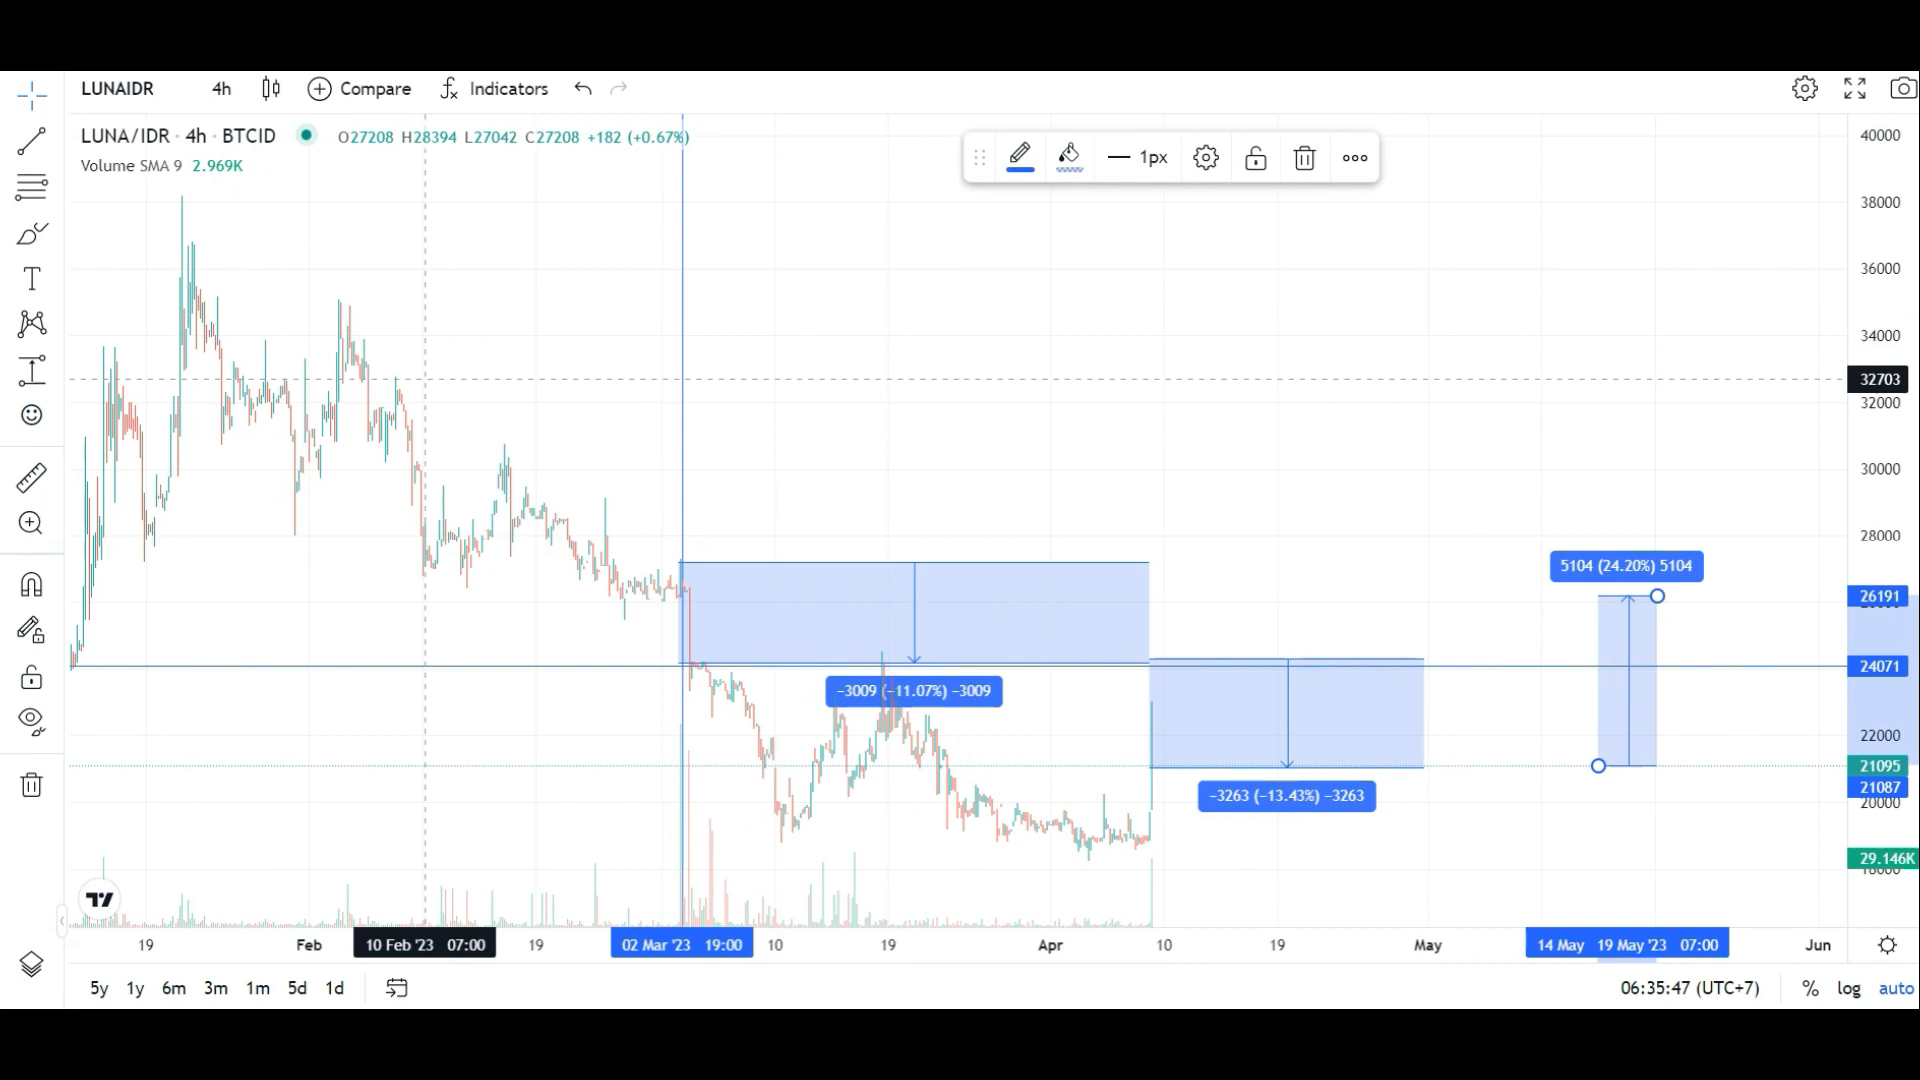 LUNAIDR 4h Compare Indicators
LUNA/IDR · 4h · BTCID O27208 H28394 L27042 C27208 +182 (+0.67%)
Volume SMA 9 2.969K
1px
40000
38000
36000
34000
32703
32000
30000
28000
5104 (24.20%) 5104
26191
24071
−3009 (−11.07%) −3009
22000
21095
21087
−3263 (−13.43%) −3263
20000
29.146K
18000
19 Feb 10 Feb '23 07:00 19 02 Mar '23 19:00 10 19 Apr 10 19 May 14 May 19 May '23 07:00 Jun
5y 1y 6m 3m 1m 5d 1d 06:35:47 (UTC+7) % log auto